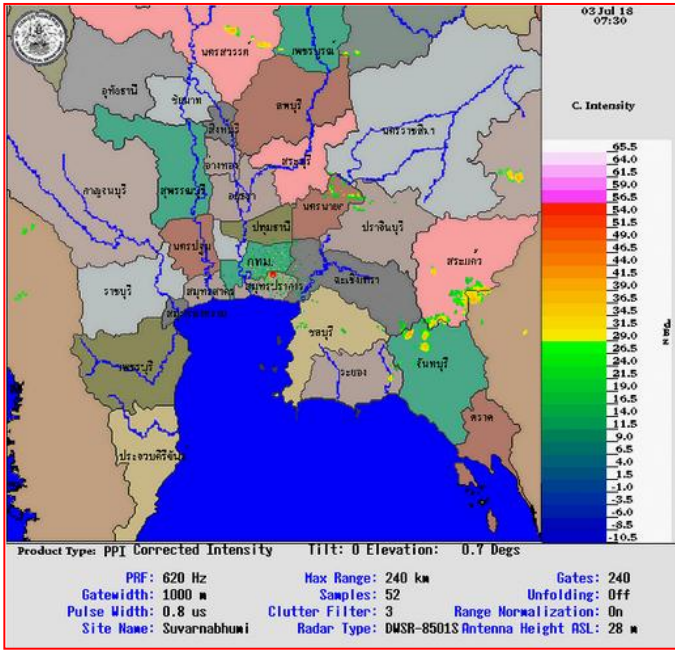 03 Jul 18
07:30
C. Intensity
65.5
64.0
61.5
59.0
56.5
54.0
51.5
49.0
46.5
44.0
41.5
39.0
36.5
34.0
31.5
29.0
26.5
24.0
21.5
19.0
16.5
14.0
11.5
9.0
6.5
4.0
1.5
-1.0
-3.5
-6.0
-8.5
-10.5
นครสวรรค์
เพชรบูรณ์
อุทัยธานี
ชัยนาท
ลพบุรี
สิงห์บุรี
นครราชสีมา
อ่างทอง
สระบุรี
กาญจนบุรี
สุพรรณบุรี
อยุธยา
นครนายก
ปทุมธานี
ปราจีนบุรี
นครปฐม
กทม.
สระแก้ว
ราชบุรี
สมุทรสาคร
สมุทรปราการ
ฉะเชิงเทรา
ชลบุรี
เพชรบุรี
ระยอง
จันทบุรี
ตราด
ประจวบคีรีขันธ์
Product Type: PPI Corrected Intensity Tilt: 0 Elevation: 0.7 Degs
PRF: 620 Hz Max Range: 240 km Gates: 240
Gatewidth: 1000 m Samples: 52 Unfolding: Off
Pulse Width: 0.8 us Clutter Filter: 3 Range Normalization: On
Site Name: Suvarnabhumi Radar Type: DWSR-8501S Antenna Height ASL: 28 m